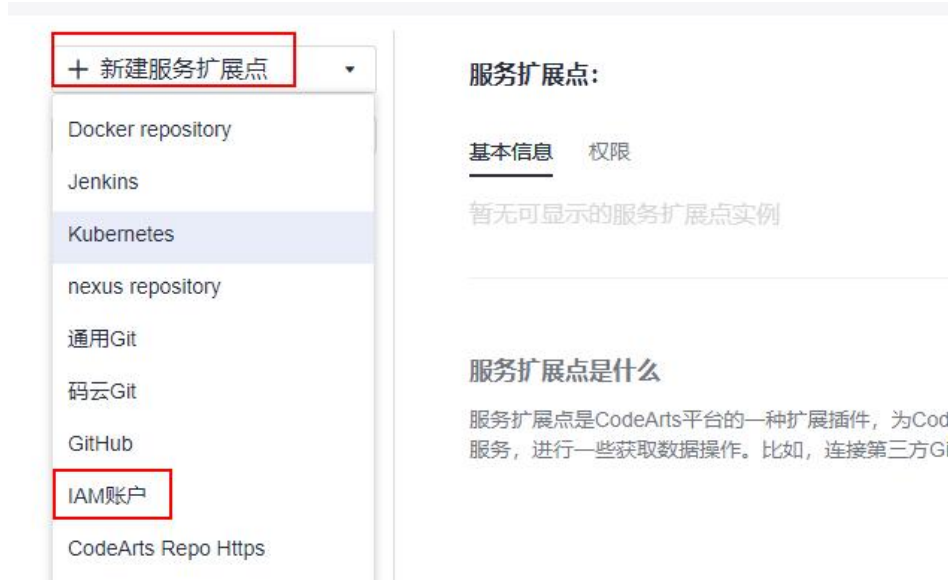 + 新建服务扩展点
Docker repository
Jenkins
Kubernetes
nexus repository
通用Git
码云Git
GitHub
IAM账户
CodeArts Repo Https
服务扩展点：
基本信息 权限
暂无可显示的服务扩展点实例
服务扩展点是什么
服务扩展点是CodeArts平台的一种扩展插件，为Cod
服务，进行一些获取数据操作。比如，连接第三方Gi